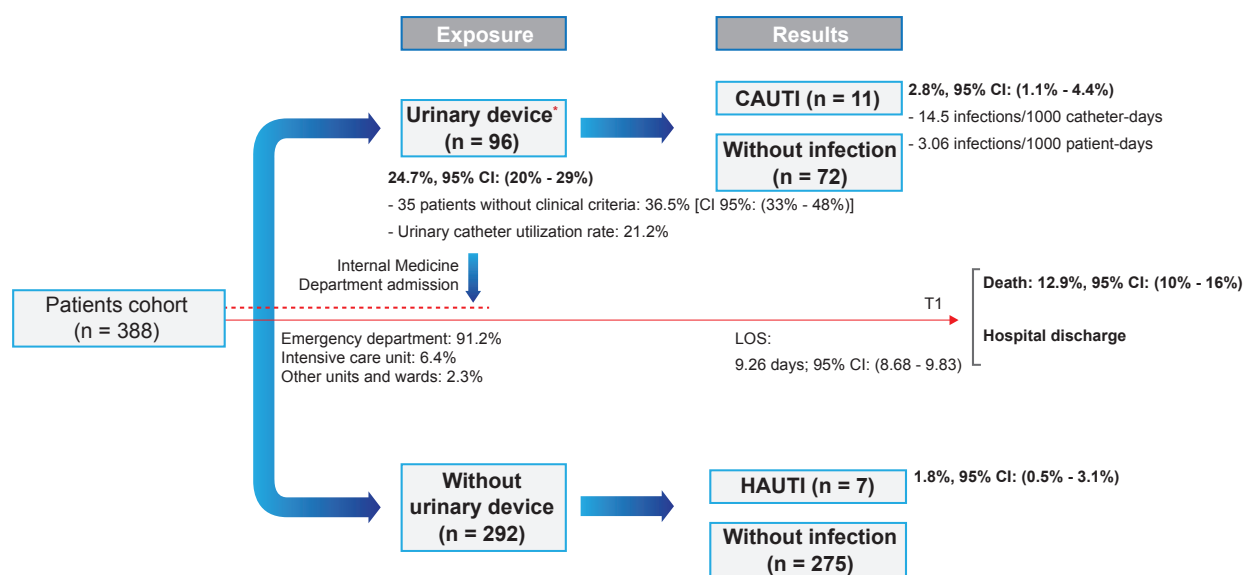 Exposure
Results
Urinary device*
(n = 96)
CAUTI (n = 11)
2.8%, 95% CI: (1.1% - 4.4%)
- 14.5 infections/1000 catheter-days
- 3.06 infections/1000 patient-days
Without infection
(n = 72)
24.7%, 95% CI: (20% - 29%)
- 35 patients without clinical criteria: 36.5% [CI 95%: (33% - 48%)]
- Urinary catheter utilization rate: 21.2%
Internal Medicine
Department admission
Patients cohort
(n = 388)
T1
Death: 12.9%, 95% CI: (10% - 16%)
Hospital discharge
Emergency department: 91.2%
Intensive care unit: 6.4%
Other units and wards: 2.3%
LOS:
9.26 days; 95% CI: (8.68 - 9.83)
Without
urinary device
(n = 292)
HAUTI (n = 7)
1.8%, 95% CI: (0.5% - 3.1%)
Without infection
(n = 275)